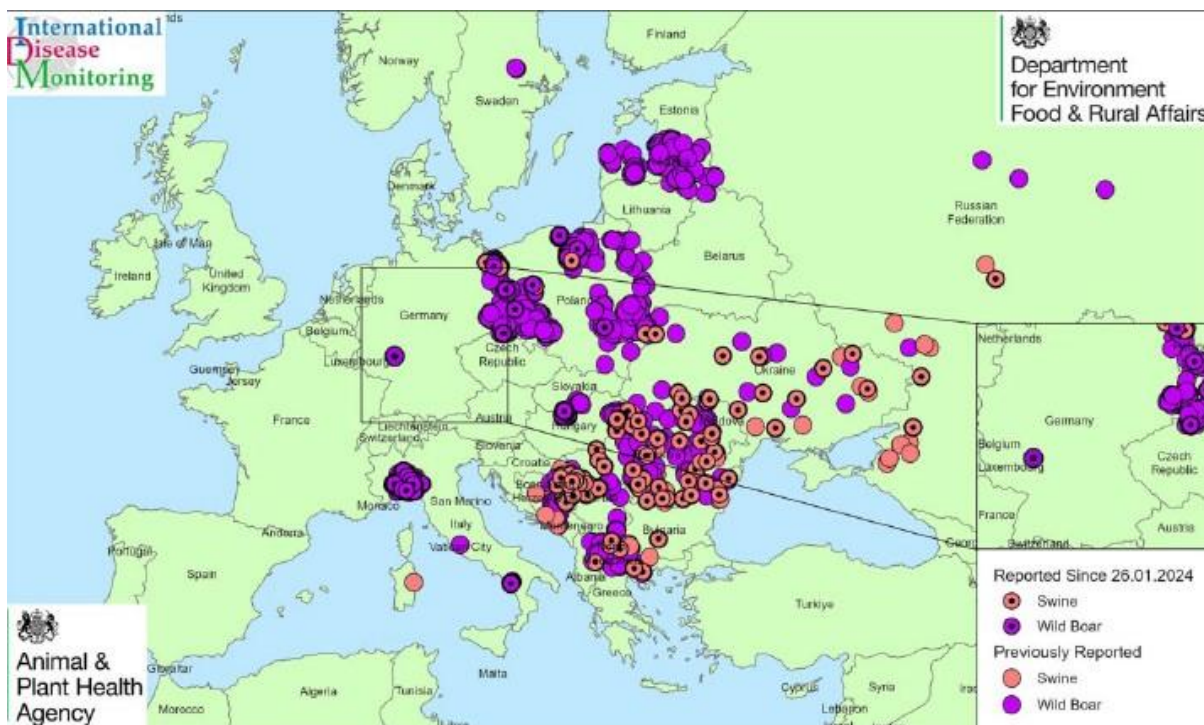 International
Disease
Monitoring
Department
for Environment
Food & Rural Affairs
Finland
Norway
Sweden
Estonia
Russian
Federation
Denmark
Lithuania
Isle of Man
Ireland
United
Kingdom
Belarus
Netherlands
Germany
Poland
Belgium
Luxembourg
Czech
Republic
Ukraine
Guernsey
Jersey
Slovakia
France
Austria
Liechtenstein
Switzerland
Hungary
Moldova
Slovenia
Croatia
San Marino
Monaco
Italy
Montenegro
Bulgaria
Andorra
Vatican City
Portugal
Spain
Albania
Greece
Turkiye
Gibraltar
Malta
Cyprus
Syria
Lebanon
Algeria
Tunisia
Morocco
Netherlands
Germany
Belgium
Luxembourg
Czech
Republic
France
Austria
Switzerland
Reported Since 26.01.2024
Swine
Wild Boar
Previously Reported
Swine
Wild Boar
Animal &
Plant Health
Agency